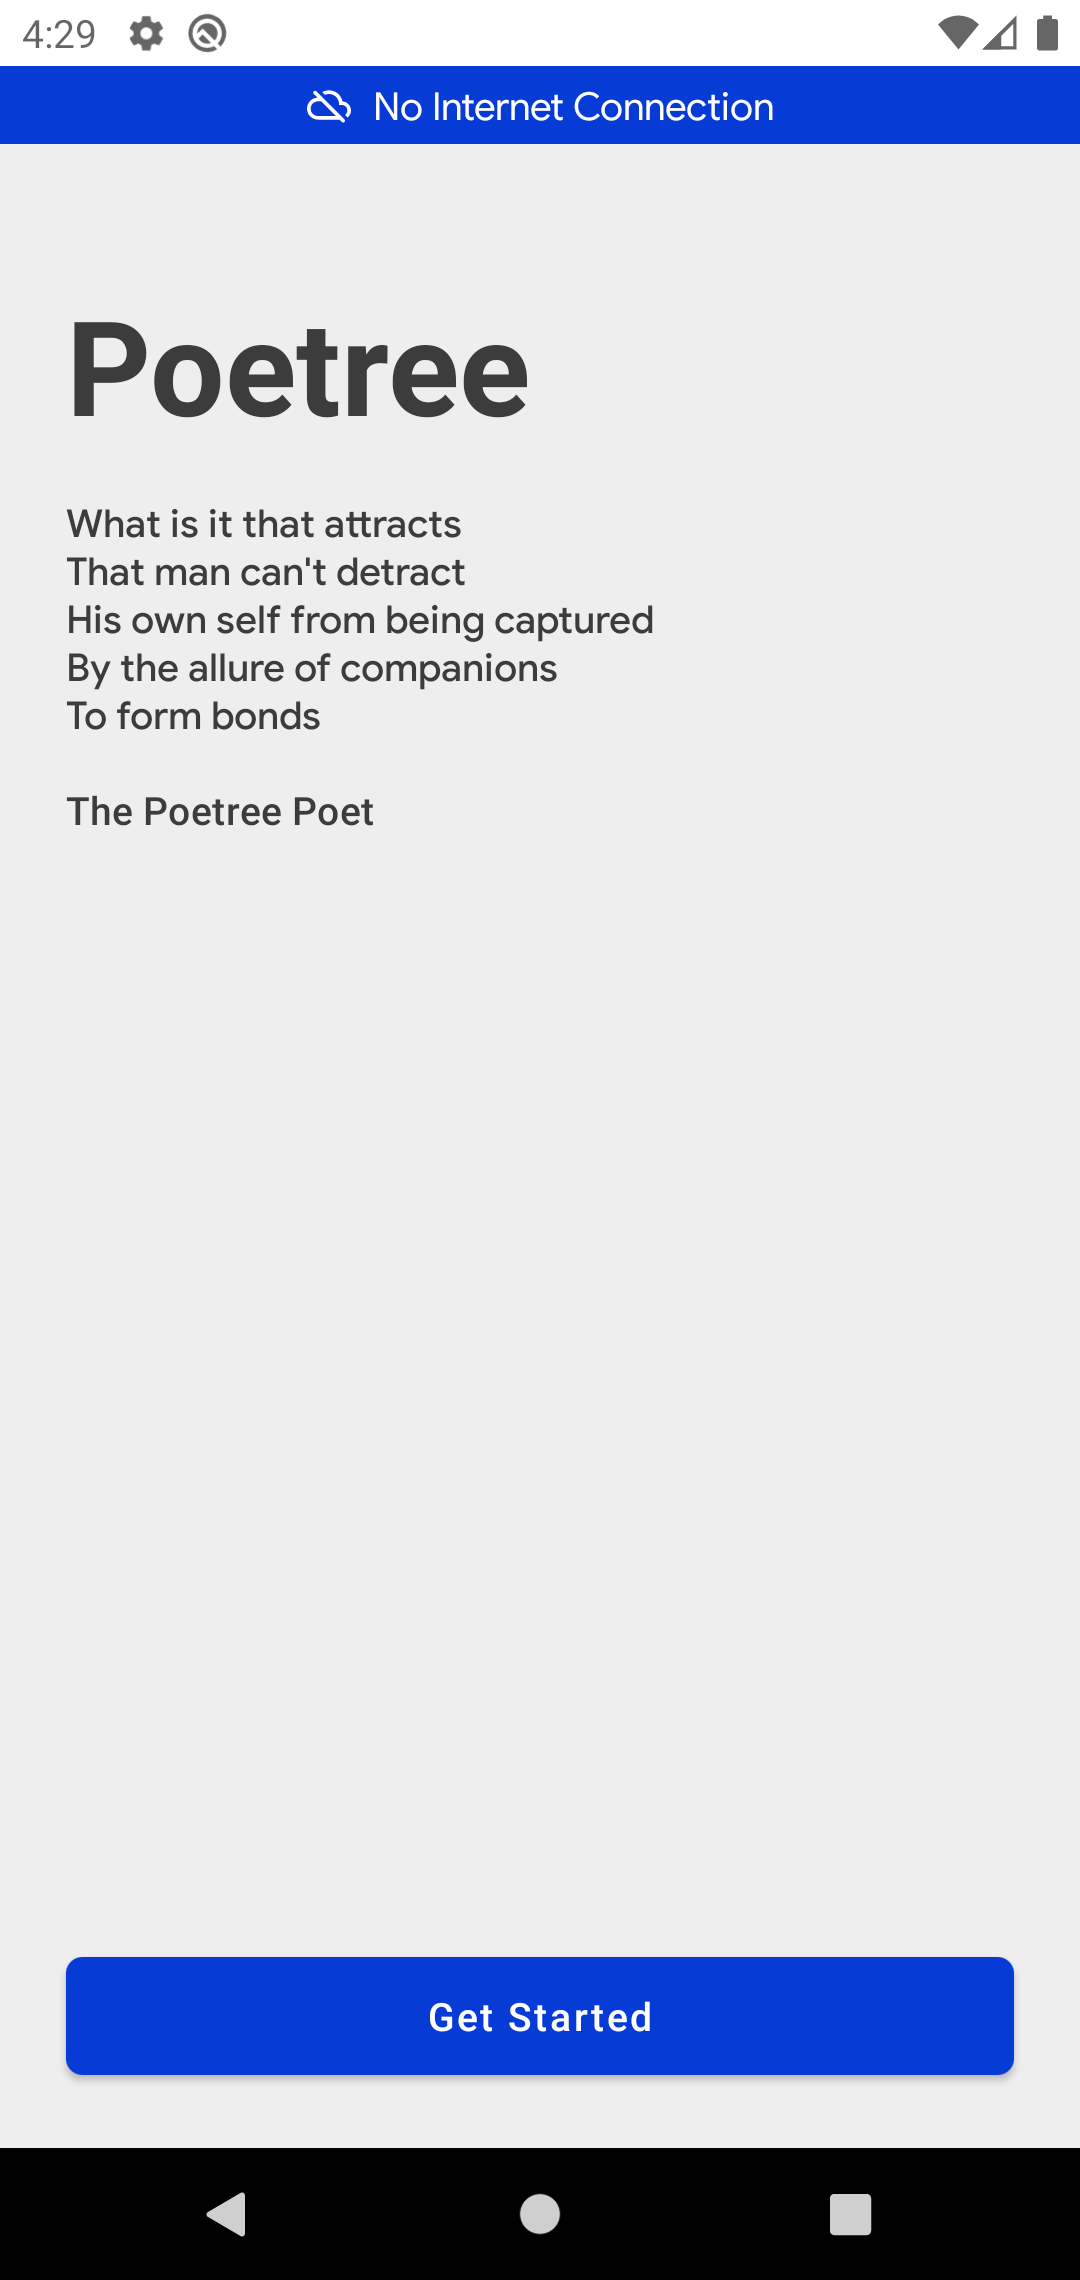 4:29
No Internet Connection
Poetree
What is it that attracts
That man can't detract
His own self from being captured
By the allure of companions
To form bonds
The Poetree Poet
Get Started